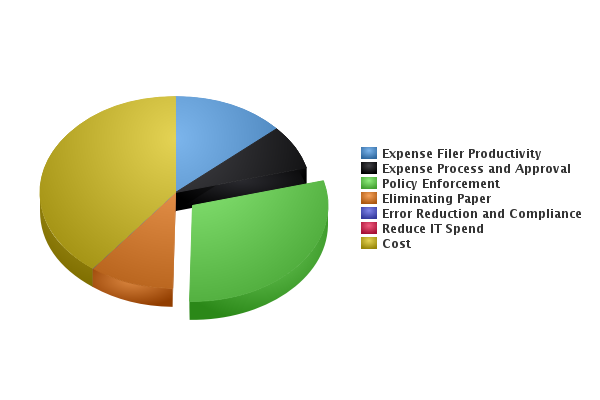 Expense Filer Productivity
Expense Process and Approval
Policy Enforcement
Eliminating Paper
Error Reduction and Compliance
Reduce IT Spend
Cost